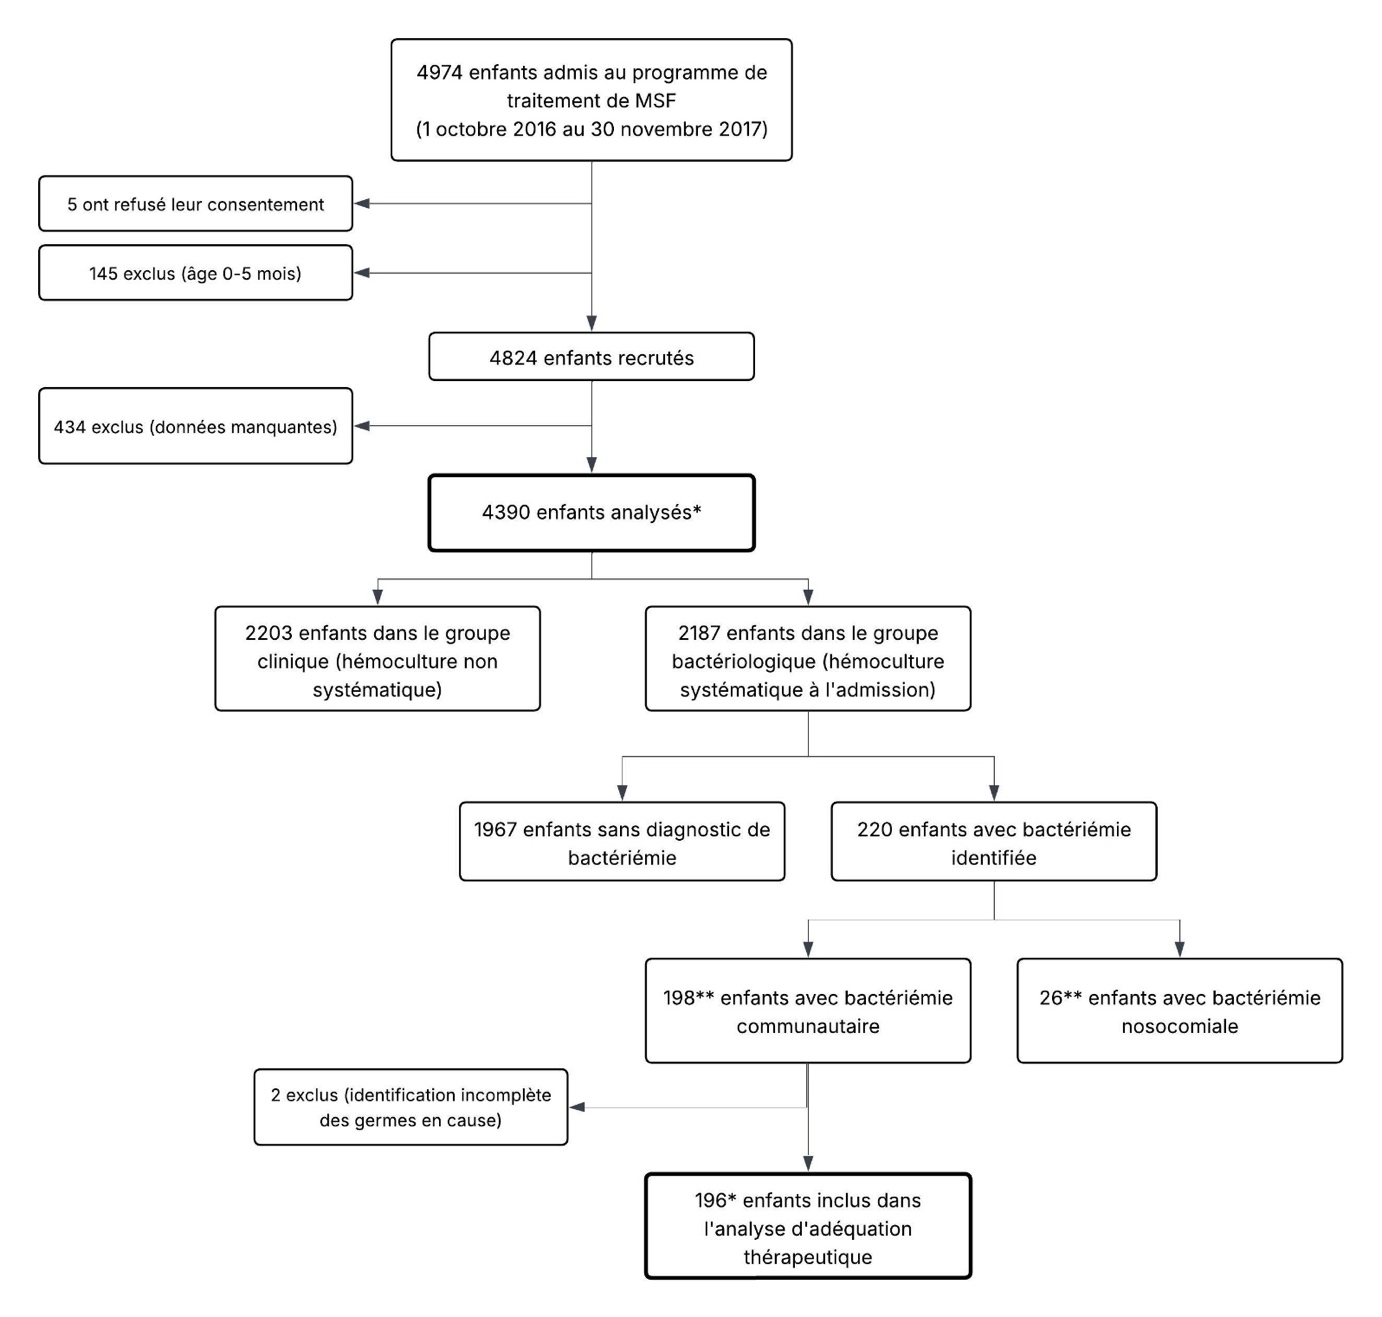 4974 enfants admis au programme de
traitement de MSF
(1 octobre 2016 au 30 novembre 2017)
5 ont refusé leur consentement
145 exclus (âge 0-5 mois)
4824 enfants recrutés
434 exclus (données manquantes)
4390 enfants analysés*
2203 enfants dans le groupe
clinique (hémoculture non
systématique)
2187 enfants dans le groupe
bactériologique (hémoculture
systématique à l'admission)
1967 enfants sans diagnostic de
bactériémie
220 enfants avec bactériémie
identifiée
198** enfants avec bactériémie
communautaire
26** enfants avec bactériémie
nosocomiale
2 exclus (identification incomplète
des germes en cause)
196* enfants inclus dans
l'analyse d'adéquation
thérapeutique